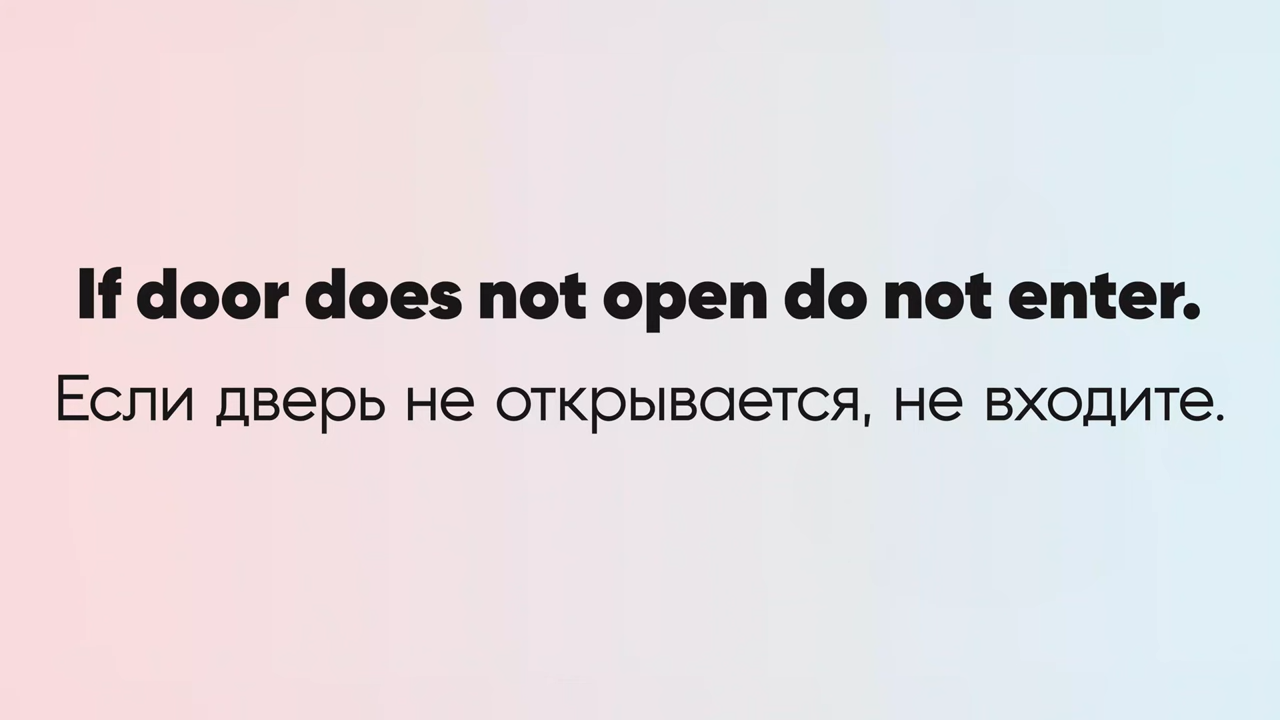 If door does not open do not enter.
Если дверь не открывается, не входите.